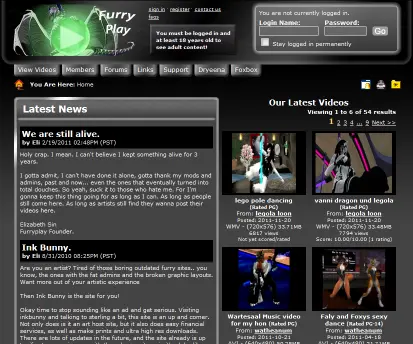 Furry
Play
sign in register contact us
faqs
You must be logged in and
at least 18 years old to
see adult content!
You are not currently logged in.
Login Name: Password:
Go
Stay logged in permanently
View Videos Members Forums Links Support Dryeena Foxbox
You Are Here: Home
Latest News
We are still alive.
by Eli 2/19/2011 02:48PM (PST)
Holy crap. I mean. I can't believe I kept something alive for 3
years.
I gotta admit, I can't have done it alone, gotta thank my mods and
admins, past and now... even the ones that eventually turned into
total douches. So yeah, suck it to those who hate me. For I'm
gonna keep this thing going for as long as I can. As long as people
still come here. As long as artists still find they wanna post their
videos here.
Elizabeth Sin
Furryplay Founder.
Ink Bunny.
by Eli 8/31/2010 08:25PM (PST)
Are you an artist? Tired of those boring outdated furry sites.. you
know, the ones with the fat admins and the broken graphic layouts.
Want more out of your artist experience
Then Ink Bunny is the site for you!
Okay time to stop sounding like an ad and get serious. Visiting
inkbunny and talking to starling a bit, this site is an up and comer.
Not only does is it an art host site, but it also does easy financial
services, as well as make prints and ultra high res downloads.
There are lots of updates in the future, and the site already is up
Our Latest Videos
Viewing 1 to 6 of 54 results
1 2 3 4 ... 9 Next >>
lego pole dancing
(Rated PG)
From: legola loon
Posted: 2011-11-20
WMV - (720x576) 33.71MB
6817 views
Not yet scored/rated
vanni dragon und legola
(Rated PG)
From: legola loon
Posted: 2011-11-20
WMV - (720x576) 33.49MB
7794 views
Score: 10.00/10.00 [1 rating]
Wartesaal Music video
for my hon (Rated PG)
From: watheanum
Posted: 2011-04-18
Faly and Foxys sexy
dance (Rated PG-14)
From: watheanum
Posted: 2011-04-18